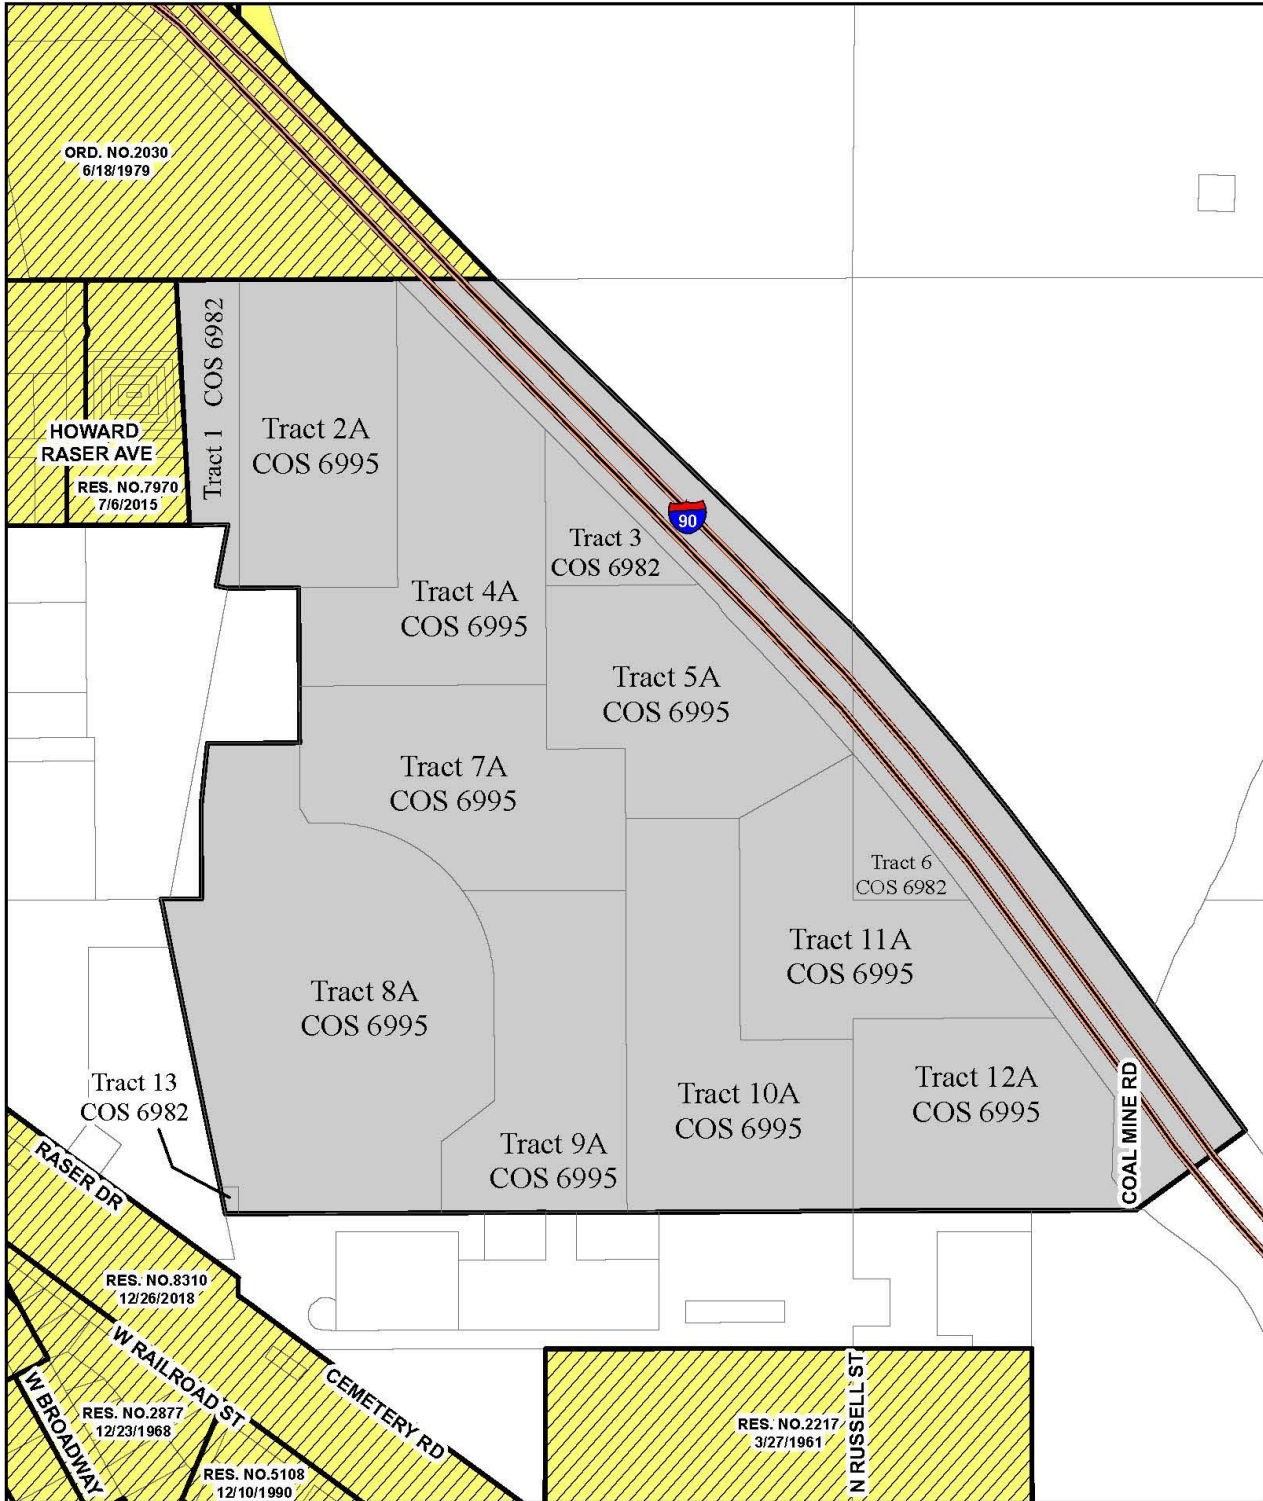 ORD. NO.2030
6/18/1979
Tract 1 COS 6982
HOWARD
RASER AVE
RES. NO.7970
7/6/2015
Tract 2A
COS 6995
90
Tract 3
COS 6982
Tract 4A
COS 6995
Tract 5A
COS 6995
Tract 7A
COS 6995
Tract 6
COS 6982
Tract 11A
COS 6995
Tract 8A
COS 6995
Tract 13
COS 6982
Tract 10A
COS 6995
Tract 12A
COS 6995
COAL MINE RD
Tract 9A
COS 6995
RASER DR
RES. NO.8310
12/26/2018
W RAILROAD ST
CEMETERY RD
W BROADWAY
RES. NO.2877
12/23/1968
RES. NO.5108
12/10/1990
RES. NO.2217
3/27/1961
N RUSSELL ST